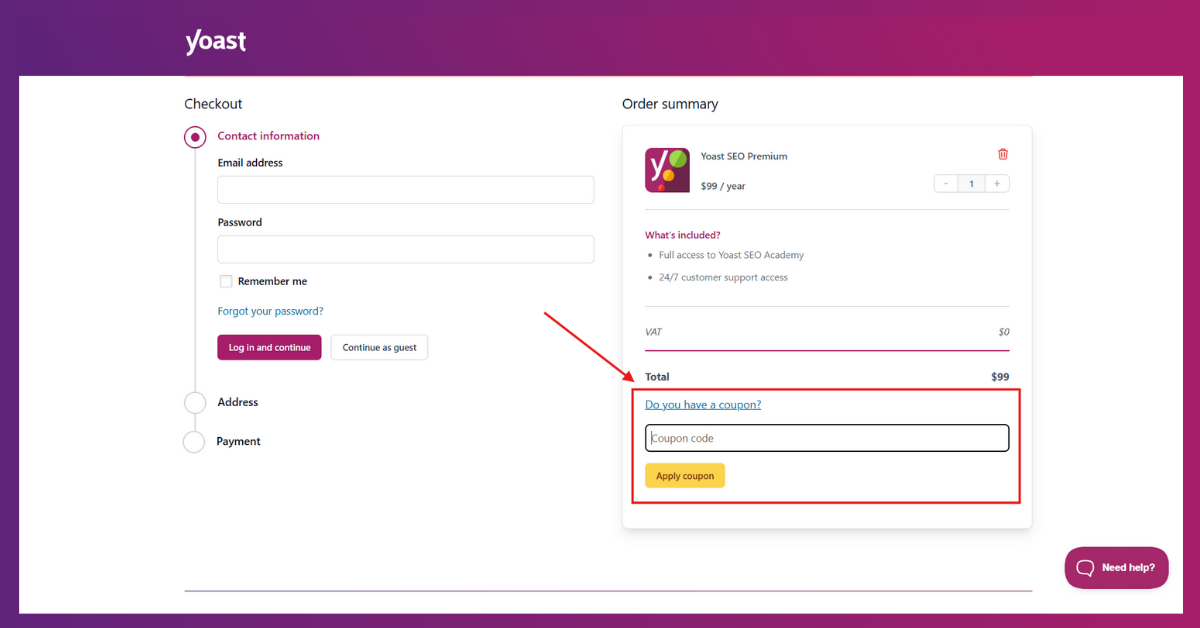 yoast
Checkout
Contact information
Email address
Password
Remember me
Forgot your password?
Log in and continue
Continue as guest
Address
Payment
Order summary
y
Yoast SEO Premium
$99 / year
- 1 +
What's included?
Full access to Yoast SEO Academy
24/7 customer support access
VAT $0
Total $99
Do you have a coupon?
Coupon code
Apply coupon
Need help?